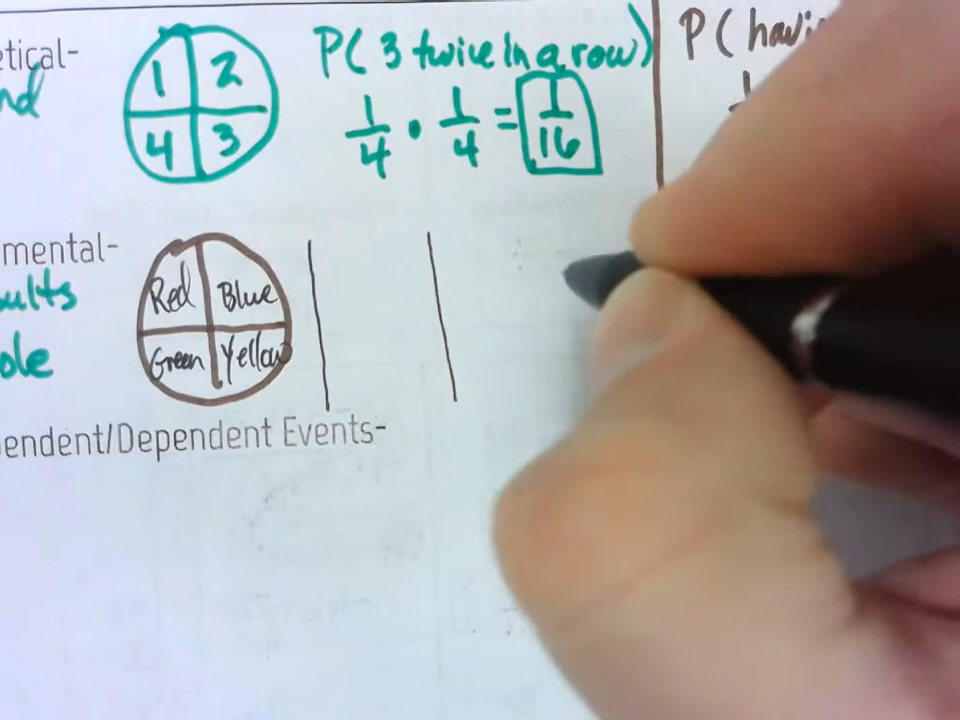 etical-
nd
1 2
4 3
P( 3 twice in a row)
1/4 · 1/4 = 1/16
P( havi
mental-
ults
ole
Red Blue
Green Yellow
pendent/Dependent Events-